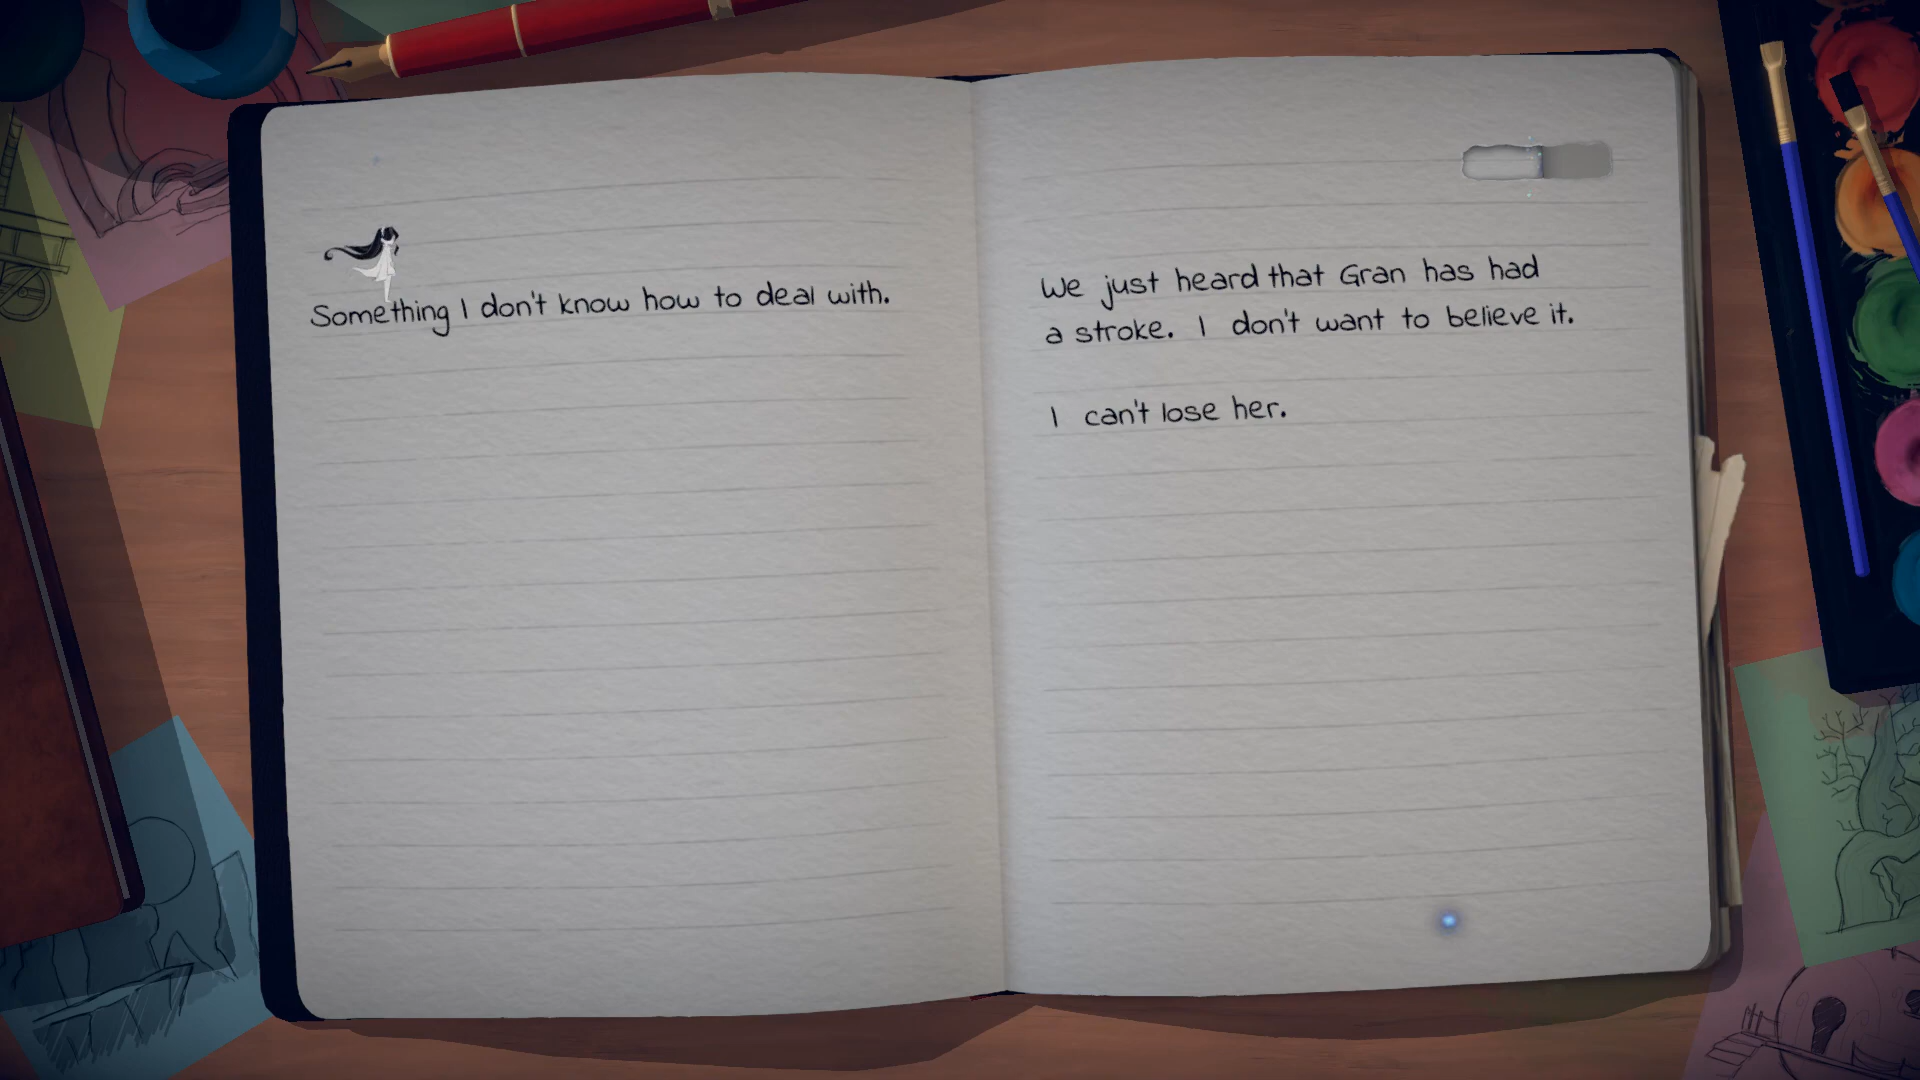 Something I don't know how to deal with.
We just heard that Gran has had
a stroke. I don't want to believe it.
I can't lose her.